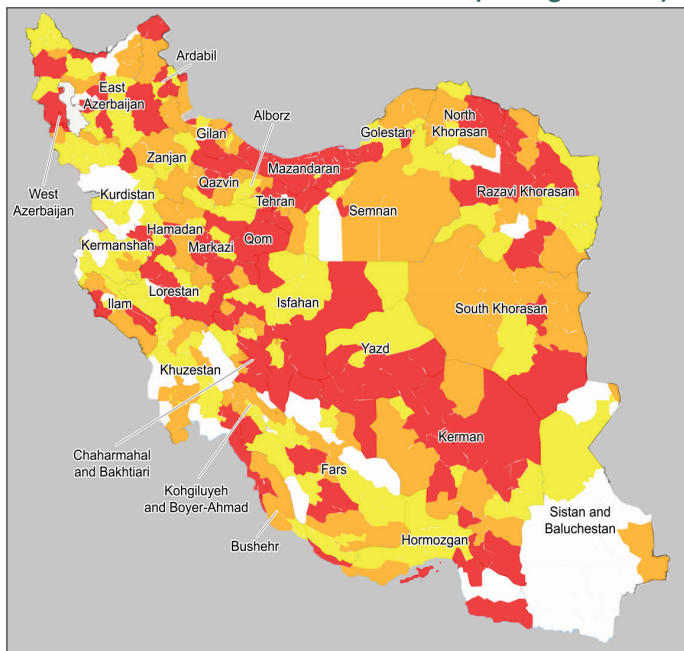 Ardabil
East
Azerbaijan
Alborz
North
Khorasan
Golestan
Gilan
Zanjan
Mazandaran
Qazvin
Razavi Khorasan
West
Azerbaijan
Kurdistan
Tehran
Semnan
Hamadan
Kermanshah
Markazi
Qom
Lorestan
Isfahan
Ilam
South Khorasan
Yazd
Khuzestan
Kerman
Chaharmahal
and Bakhtiari
Fars
Kohgiluyeh
and Boyer-Ahmad
Sistan and
Baluchestan
Hormozgan
Bushehr